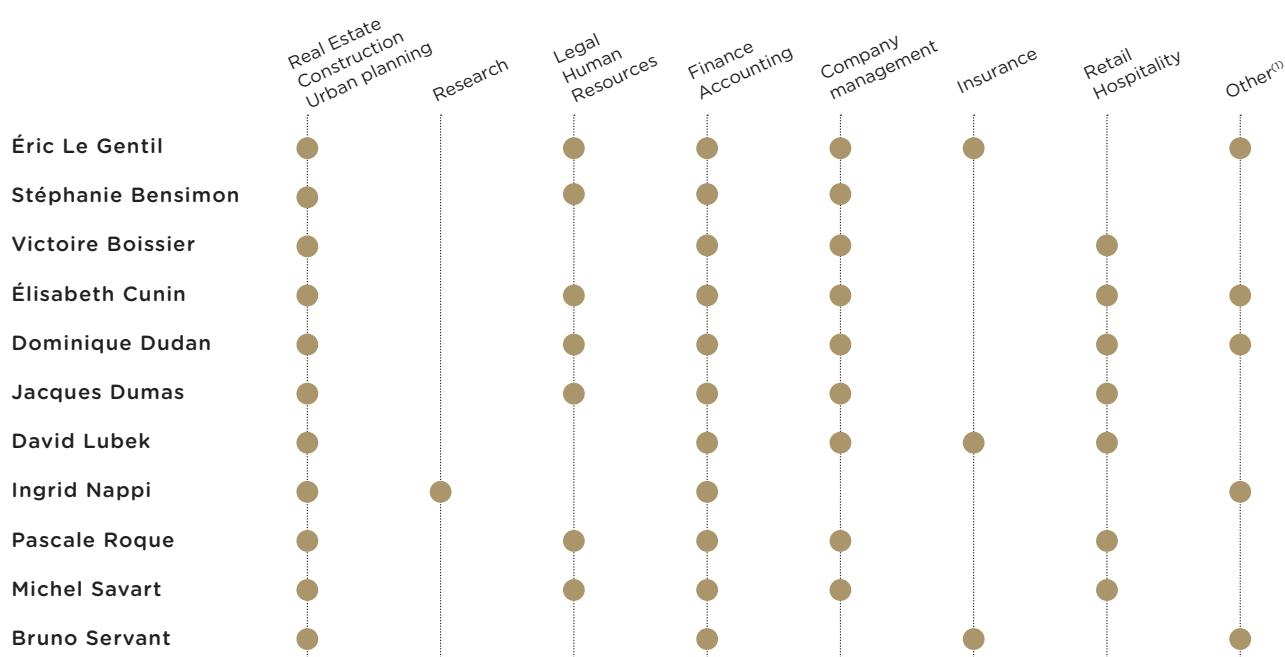 Real Estate
Construction
Urban planning
Research
Legal
Human
Resources
Finance
Accounting
Company
management
Insurance
Retail
Hospitality
Other(1)
Éric Le Gentil
Stéphanie Bensimon
Victoire Boissier
Élisabeth Cunin
Dominique Dudan
Jacques Dumas
David Lubek
Ingrid Nappi
Pascale Roque
Michel Savart
Bruno Servant